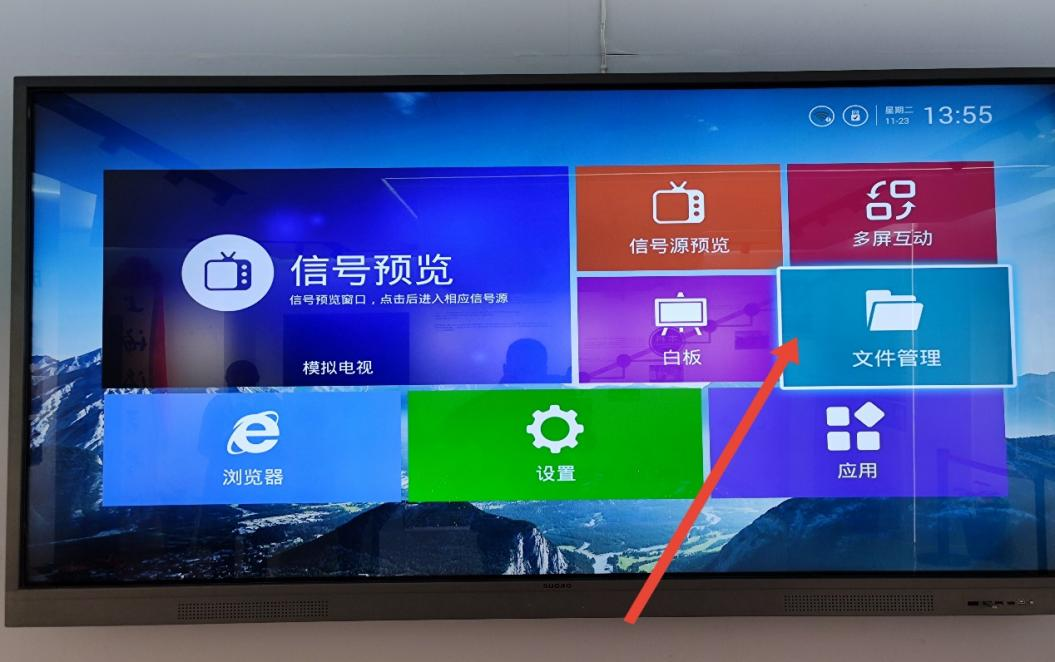 星期二
11-23
13:55
信号预览
信号预览窗口，点击后进入相应信号源
模拟电视
信号源预览
多屏互动
白板
文件管理
浏览器
设置
应用